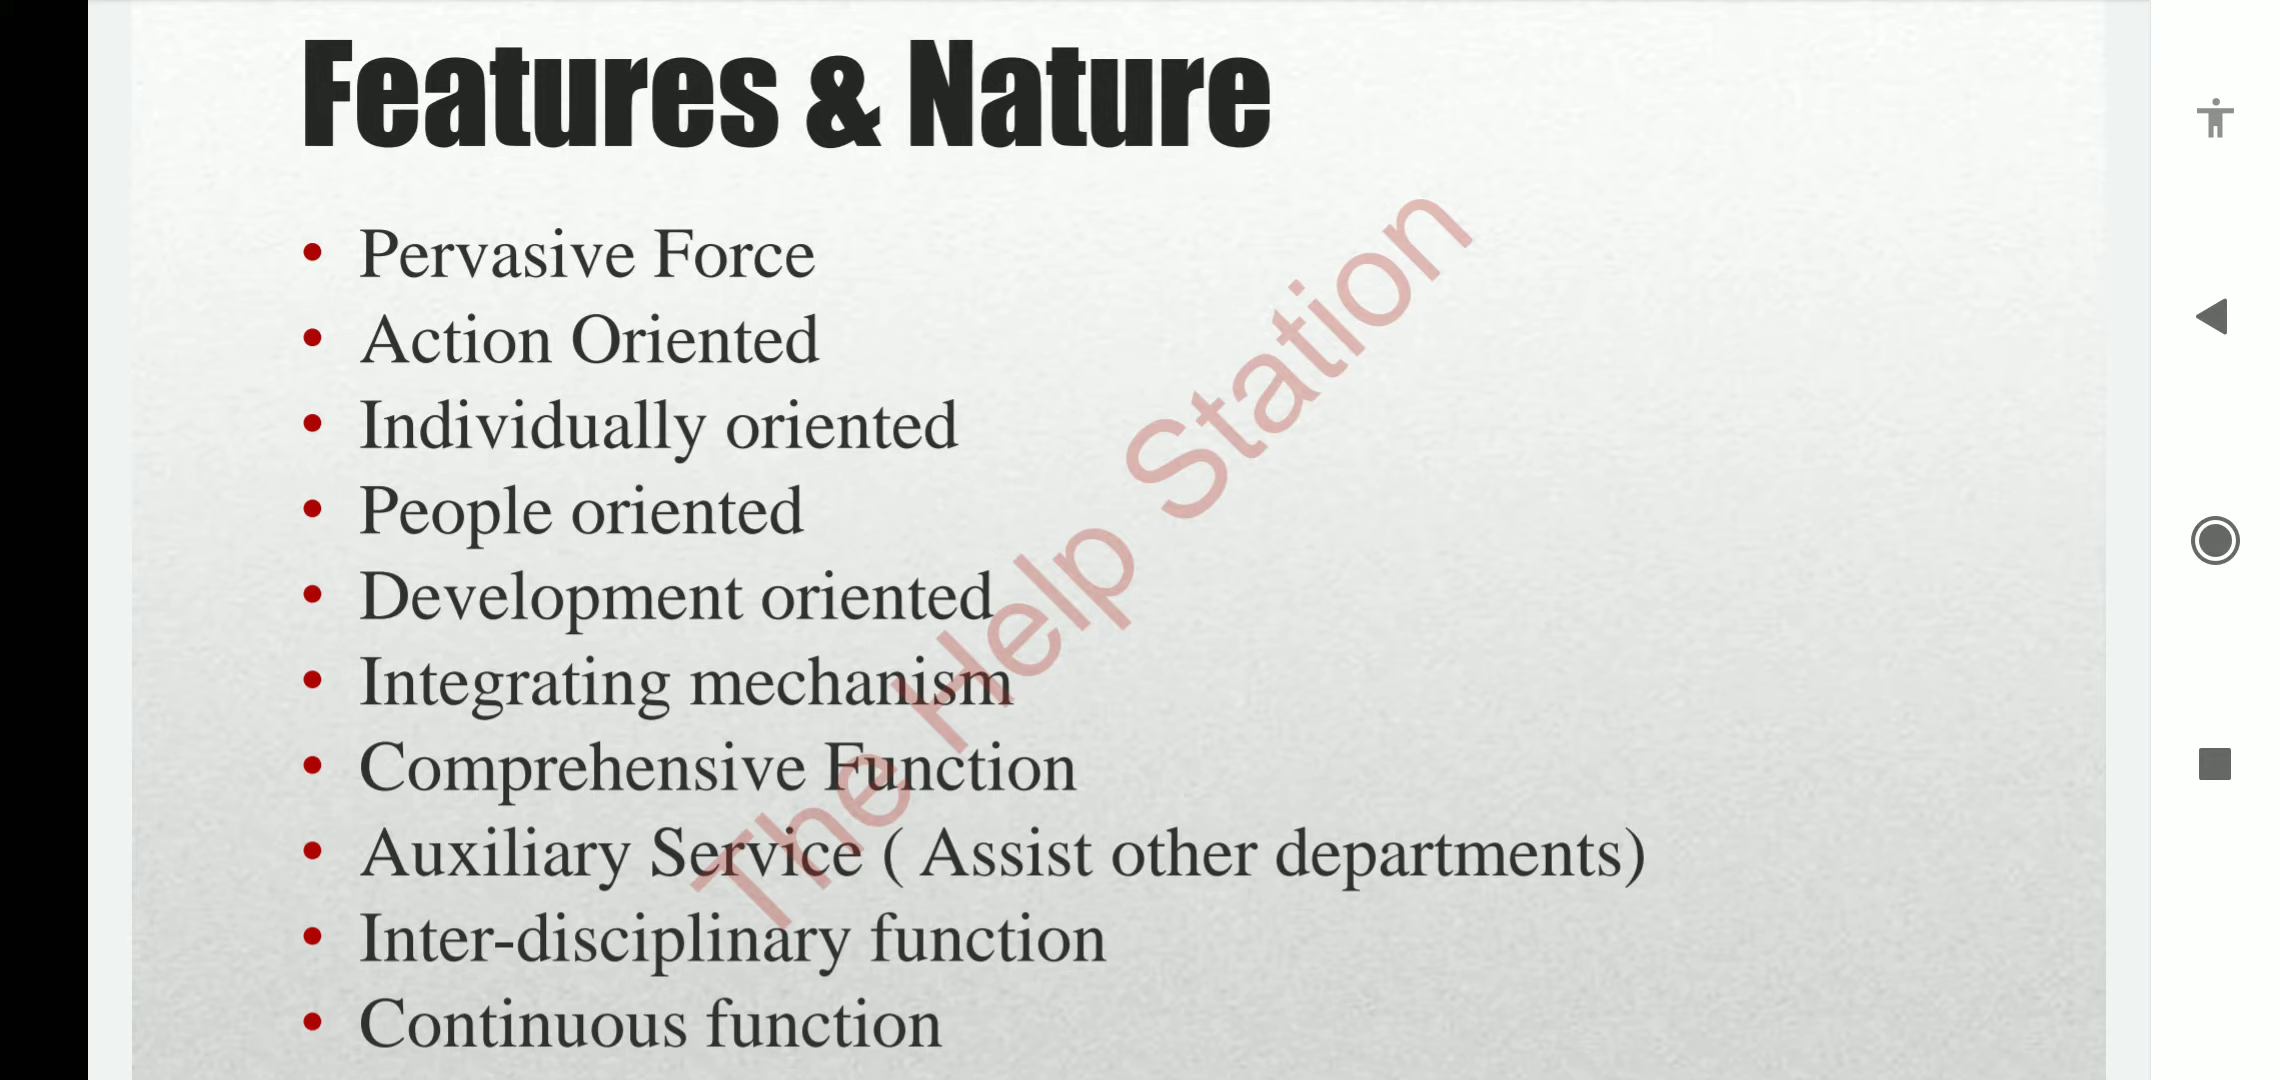 Features & Nature
• Pervasive Force
• Action Oriented
• Individually oriented
• People oriented
• Development oriented
• Integrating mechanism
• Comprehensive Function
• Auxiliary Service ( Assist other departments)
• Inter-disciplinary function
• Continuous function
The Help Station